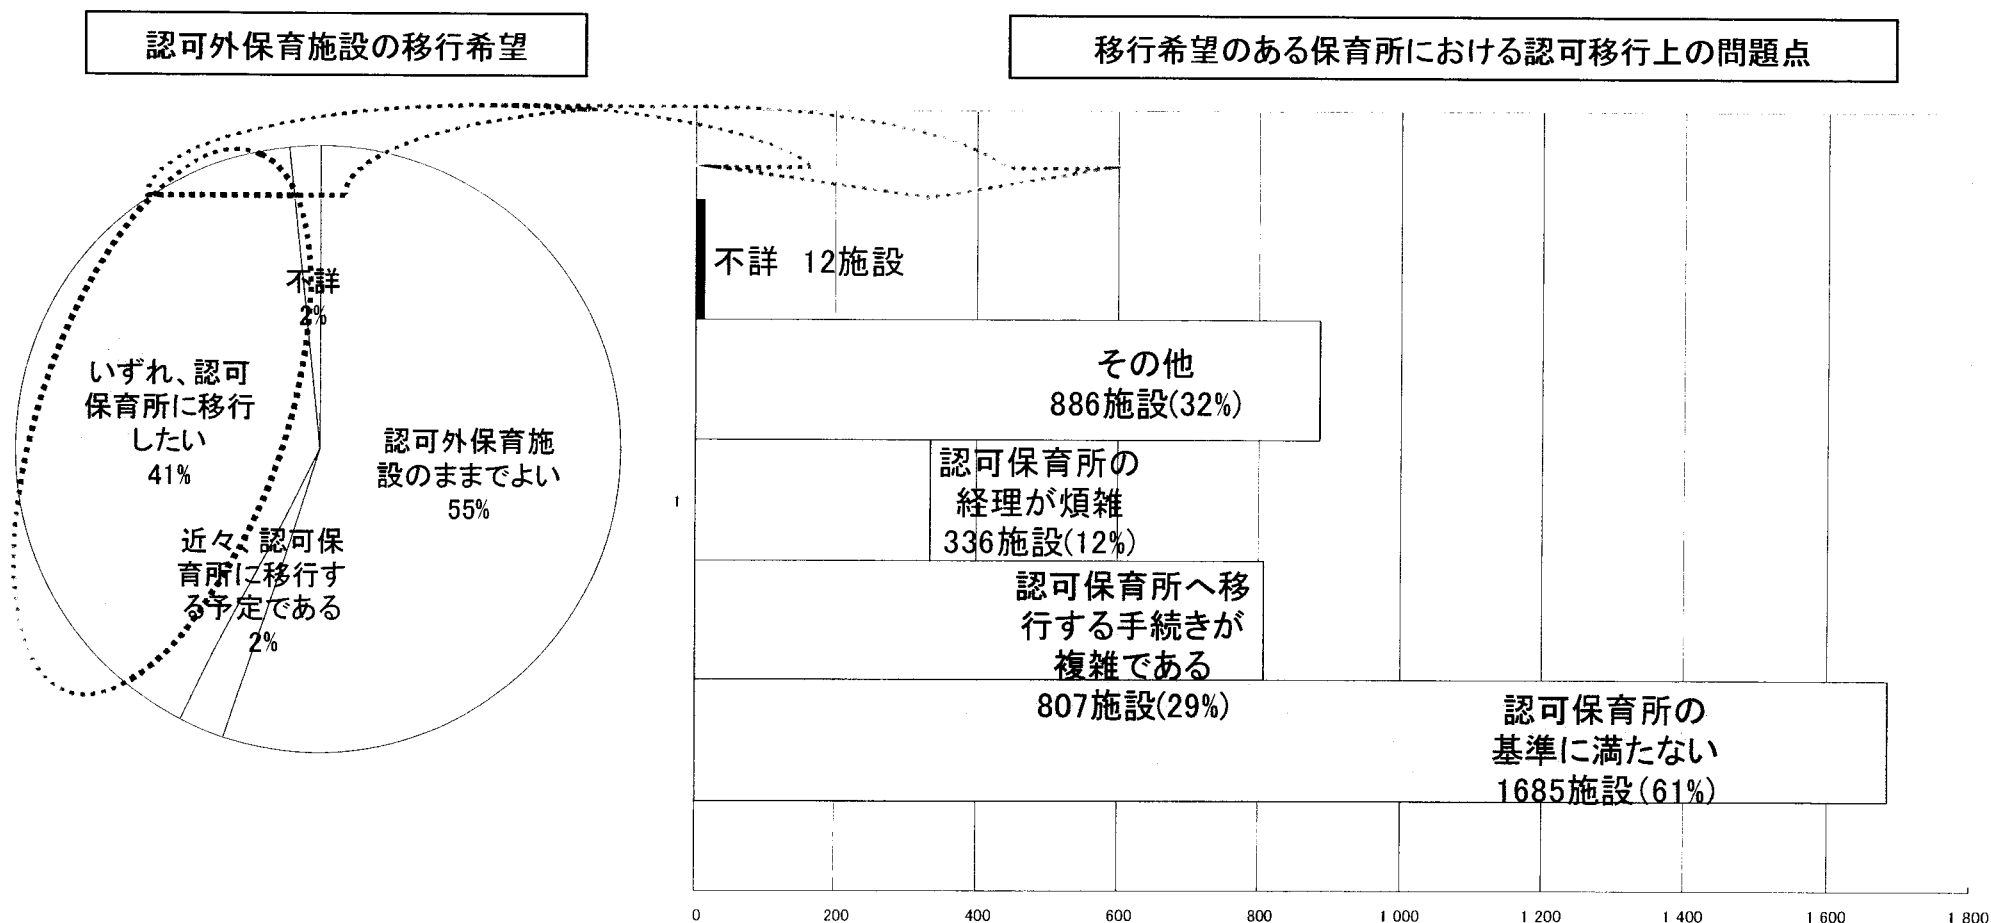 認可外保育施設の移行希望
移行希望のある保育所における認可移行上の問題点
不詳
2%
いずれ、認可
保育所に移行
したい
41%
認可外保育施
設のままでよい
55%
近々、認可保
育所に移行す
る予定である
2%
不詳 12施設
その他
886施設(32%)
認可保育所の
経理が煩雑
336施設(12%)
1
認可保育所へ移
行する手続きが
複雑である
807施設(29%)
認可保育所の
基準に満たない
1685施設(61%)
0 200 400 600 800 1 000 1 200 1 400 1 600 1 800